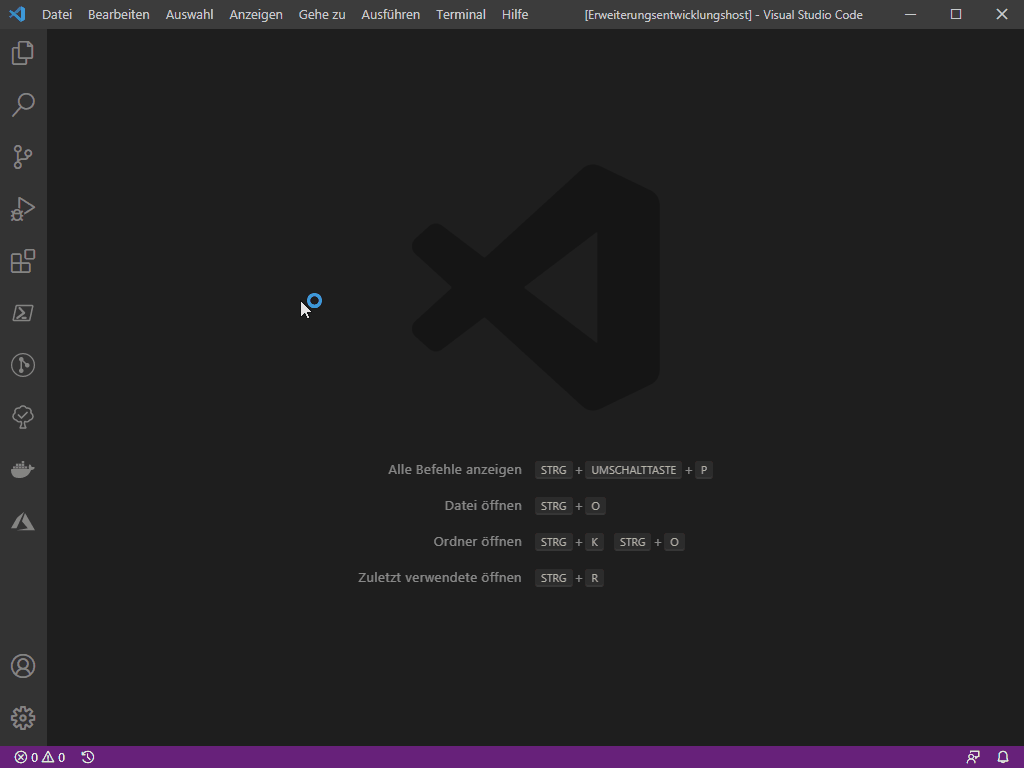 Datei Bearbeiten Auswahl Anzeigen Gehe zu Ausführen Terminal Hilfe [Erweiterungsentwicklungshost] - Visual Studio Code
Alle Befehle anzeigen STRG + UMSCHALTTASTE + P
Datei öffnen STRG + O
Ordner öffnen STRG + K STRG + O
Zuletzt verwendete öffnen STRG + R
0 0